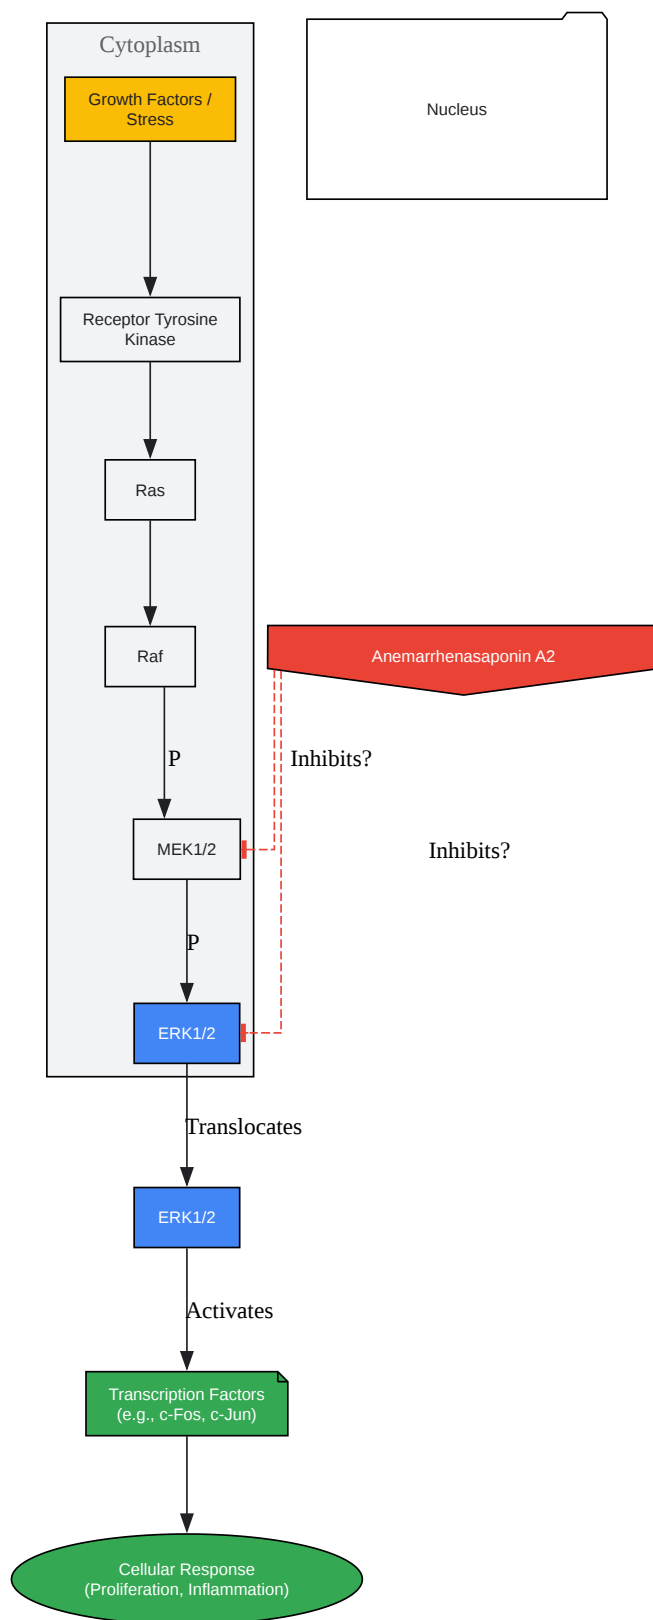 Cytoplasm
Growth Factors /
Stress
Nucleus
Receptor Tyrosine
Kinase
Ras
Raf
Anemarrhenasaponin A2
P
Inhibits?
MEK1/2
Inhibits?
P
ERK1/2
Translocates
ERK1/2
Activates
Transcription Factors
(e.g., c-Fos, c-Jun)
Cellular Response
(Proliferation, Inflammation)